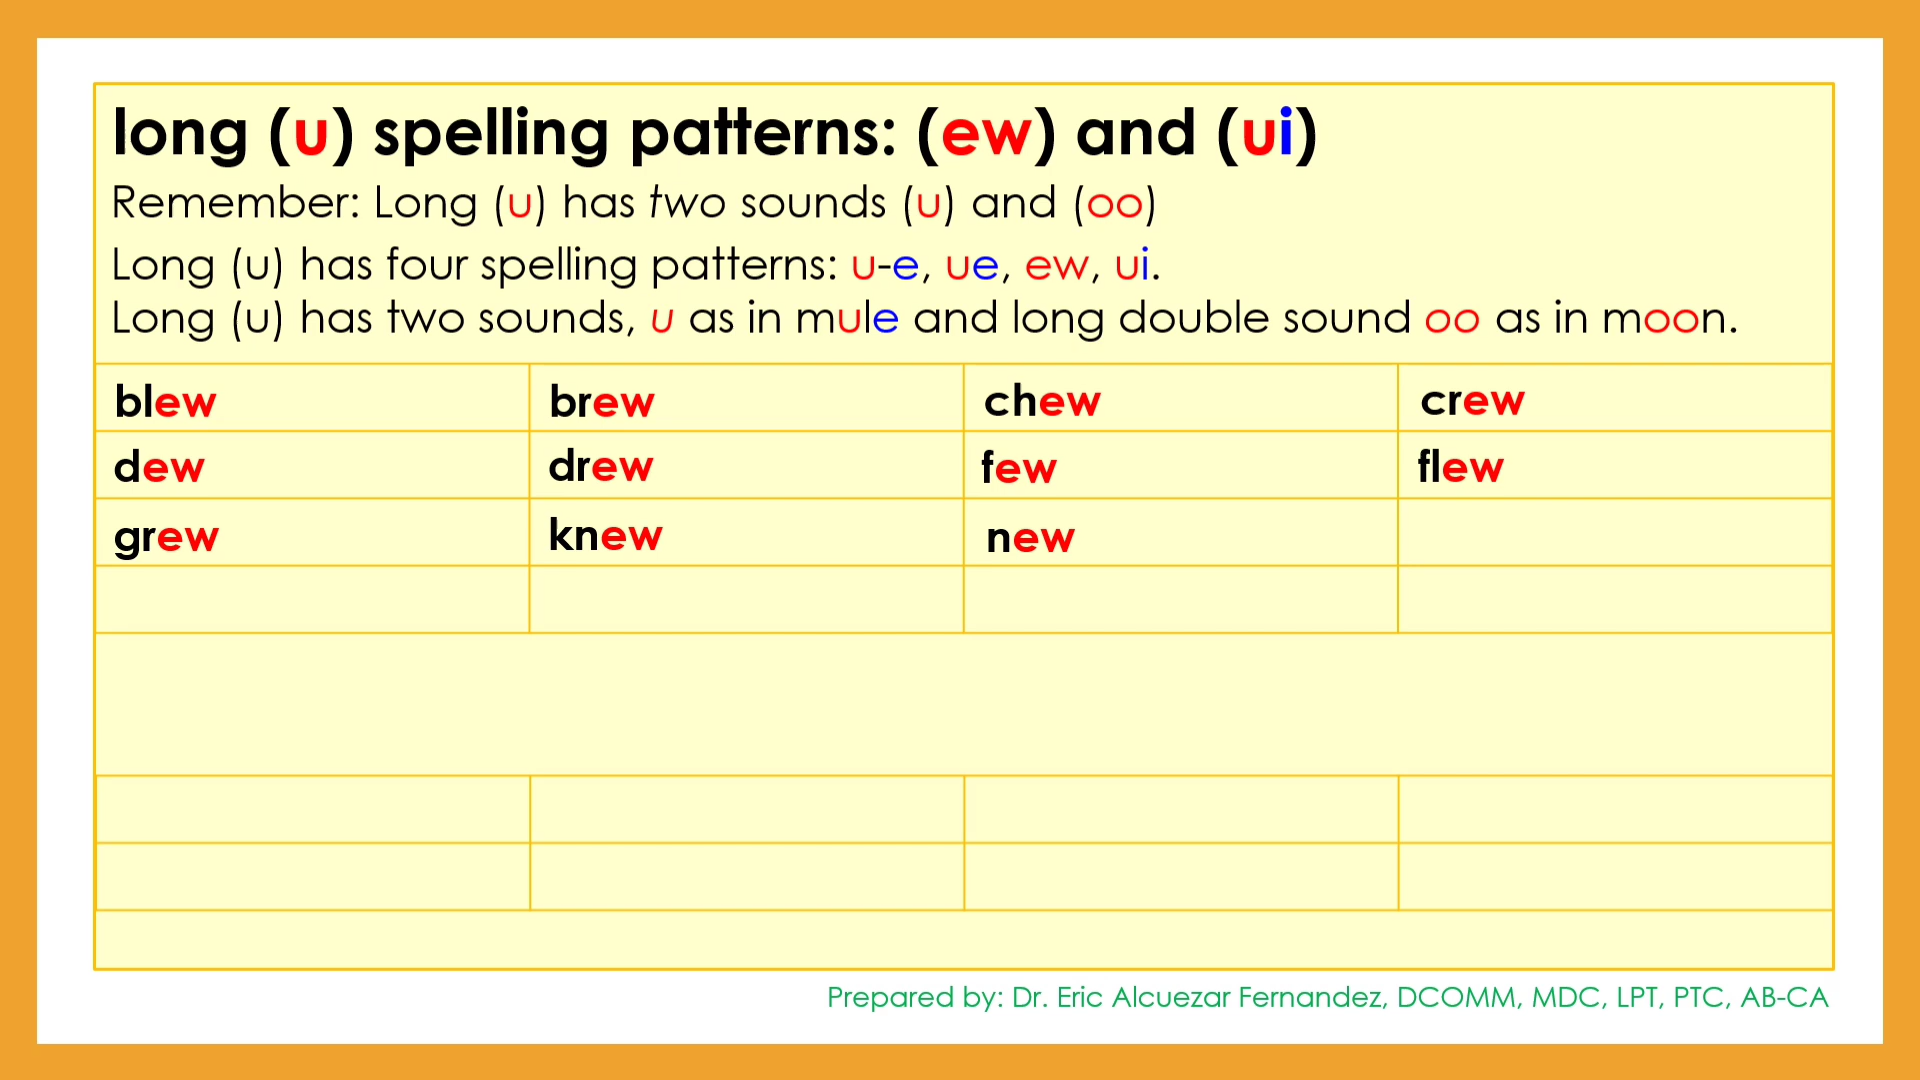 long (u) spelling patterns: (ew) and (ui)
Remember: Long (u) has two sounds (u) and (oo)
Long (u) has four spelling patterns: u-e, ue, ew, ui.
Long (u) has two sounds, u as in mule and long double sound oo as in moon.
blew brew chew crew
dew drew few flew
grew knew new
Prepared by: Dr. Eric Alcuezar Fernandez, DCOMM, MDC, LPT, PTC, AB-CA